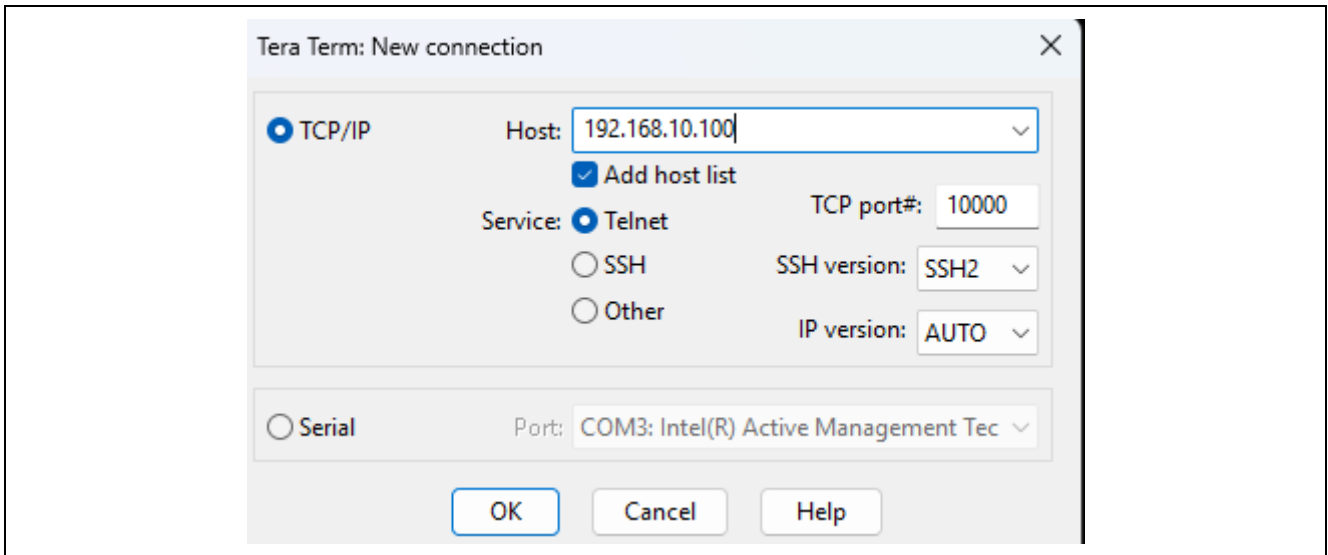 Tera Term: New connection
TCP/IP
Host: 192.168.10.100
Add host list
TCP port#: 10000
Service: Telnet
SSH
SSH version: SSH2
Other
IP version: AUTO
Serial
Port: COM3: Intel(R) Active Management Tec
OK Cancel Help